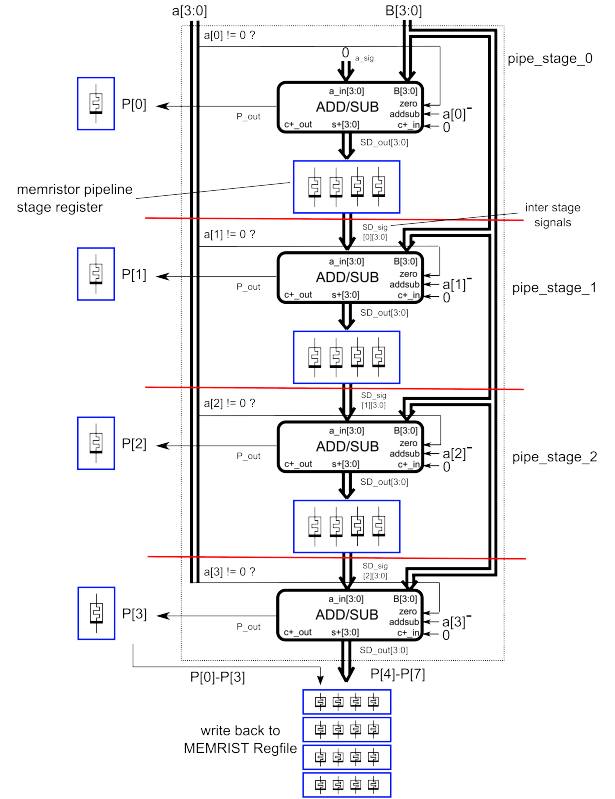 a[3:0]
B[3:0]
a[0] != 0 ?
pipe_stage_0
0
a_sig
a_in[3:0]
B[3:0]
P[0]
ADD/SUB
zero
addsub
a[0]-
P_out
c+_out
s+[3:0]
c+_in
0
SD_out[3:0]
memristor pipeline
stage register
inter stage
signals
SD_sig
[0][3:0]
a[1] != 0 ?
a_in[3:0]
B[3:0]
P[1]
ADD/SUB
zero
addsub
a[1]-
pipe_stage_1
P_out
c+_out
s+[3:0]
c+_in
0
SD_out[3:0]
SD_sig
[1][3:0]
a[2] != 0 ?
a_in[3:0]
B[3:0]
P[2]
ADD/SUB
zero
addsub
a[2]-
pipe_stage_2
P_out
c+_out
s+[3:0]
c+_in
0
SD_out[3:0]
SD_sig
[2][3:0]
a[3] != 0 ?
a_in[3:0]
B[3:0]
P[3]
ADD/SUB
zero
addsub
a[3]-
P_out
c+_out
s+[3:0]
c+_in
0
SD_out[3:0]
P[0]-P[3]
P[4]-P[7]
write back to
MEMRIST Regfile